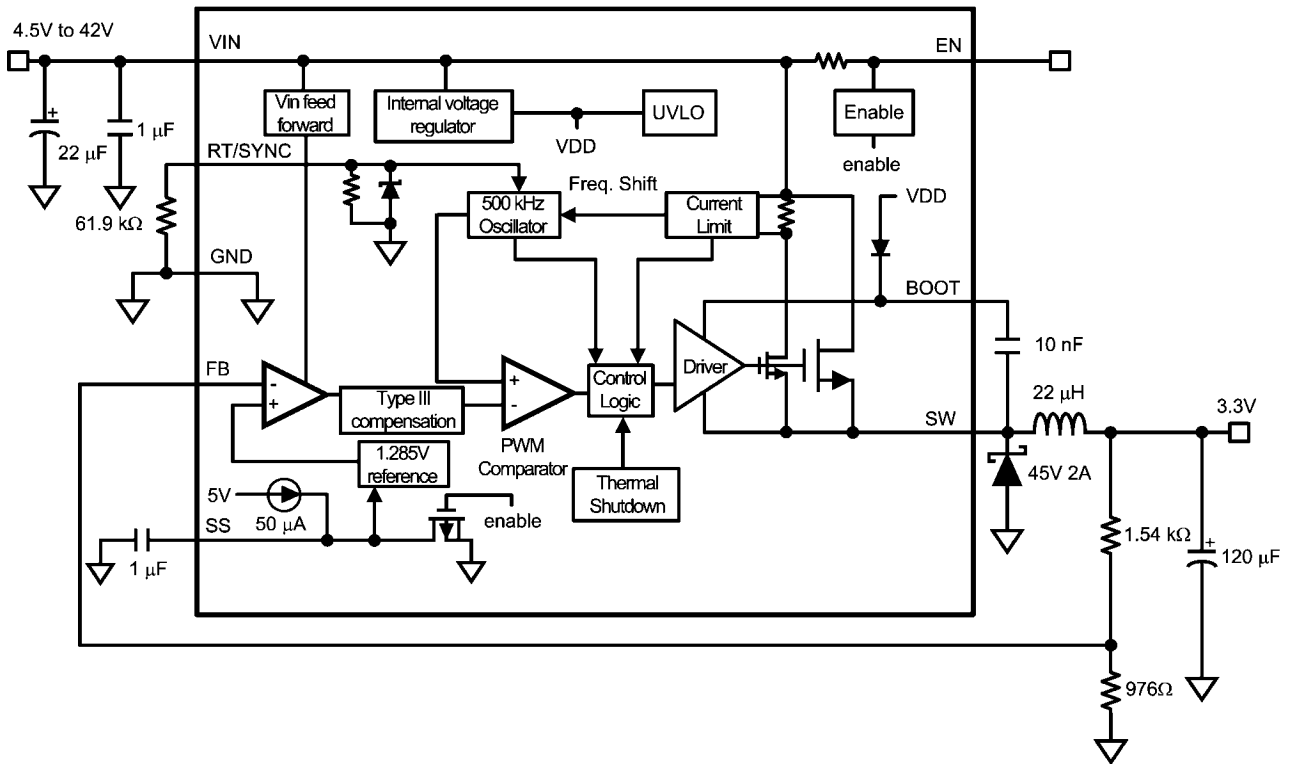 4.5V to 42V
VIN
EN
Vin feed
forward
Internal voltage
regulator
UVLO
Enable
+
22 μF
1 μF
VDD
enable
RT/SYNC
Freq. Shift
VDD
61.9 kΩ
500 kHz
Oscillator
Current
Limit
GND
BOOT
10 nF
FB
-
+
Type III
compensation
+
-
PWM
Comparator
Control
Logic
Driver
22 μH
3.3V
SW
1.285V
reference
Thermal
Shutdown
45V 2A
5V
50 μA
enable
SS
1 μF
1.54 kΩ
+
120 μF
976Ω